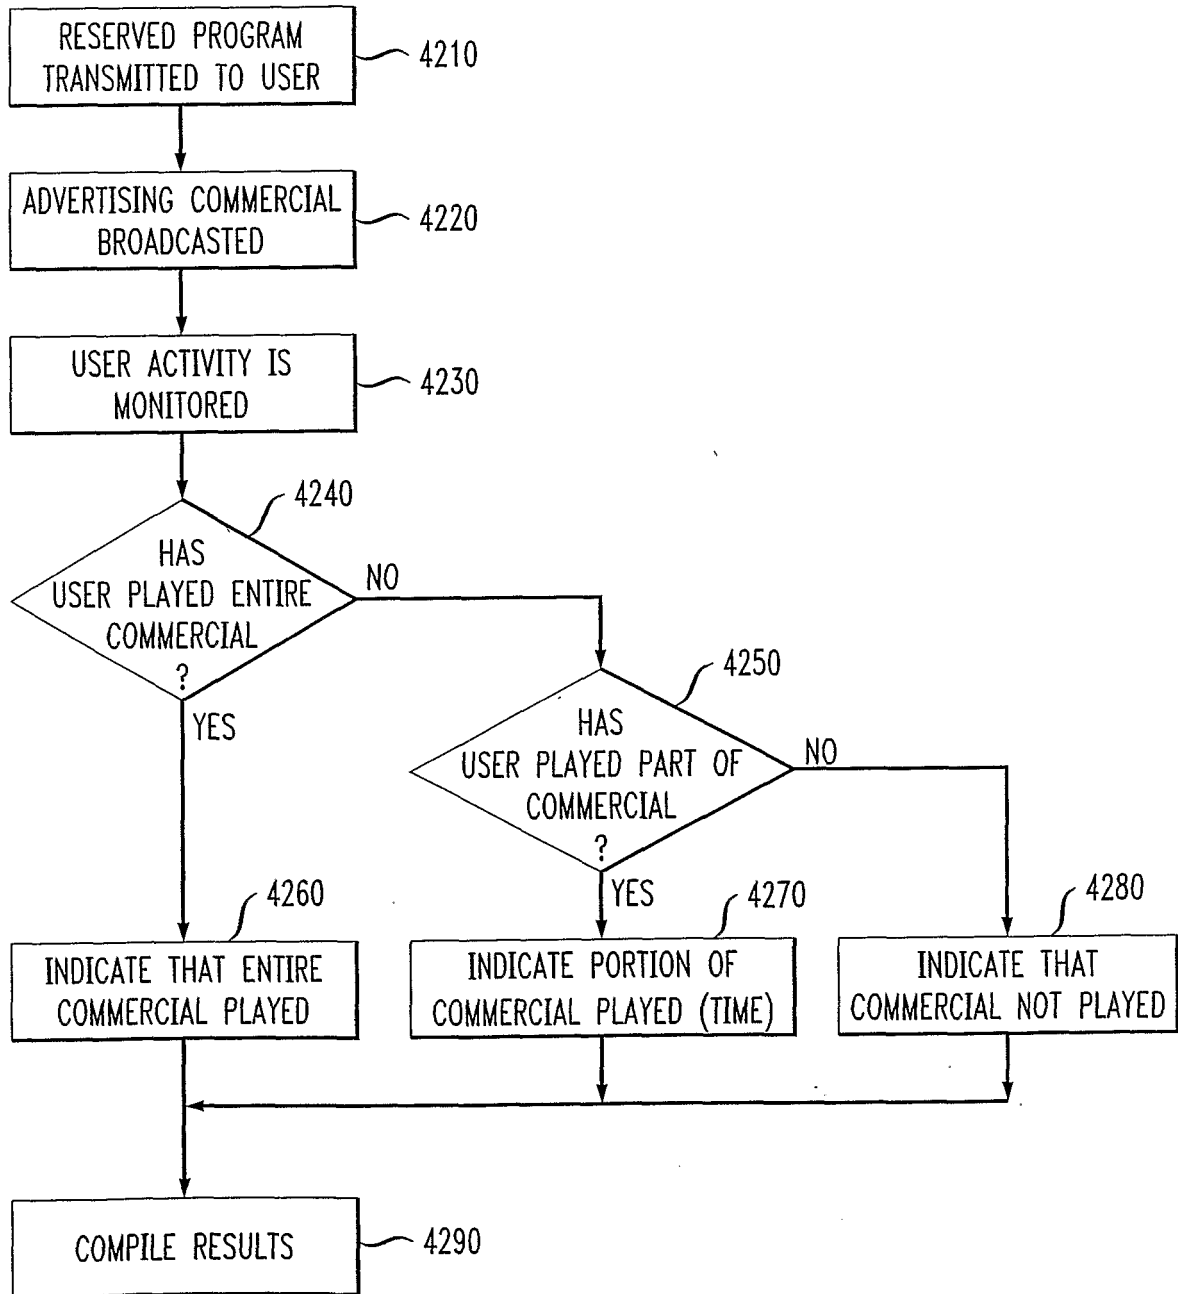 RESERVED PROGRAM
TRANSMITTED TO USER
4210
ADVERTISING COMMERCIAL
BROADCASTED
4220
USER ACTIVITY IS
MONITORED
4230
4240
HAS
USER PLAYED ENTIRE
COMMERCIAL
?
NO
YES
4250
HAS
USER PLAYED PART OF
COMMERCIAL
?
NO
YES
4260
INDICATE THAT ENTIRE
COMMERCIAL PLAYED
4270
INDICATE PORTION OF
COMMERCIAL PLAYED (TIME)
4280
INDICATE THAT
COMMERCIAL NOT PLAYED
COMPILE RESULTS
4290